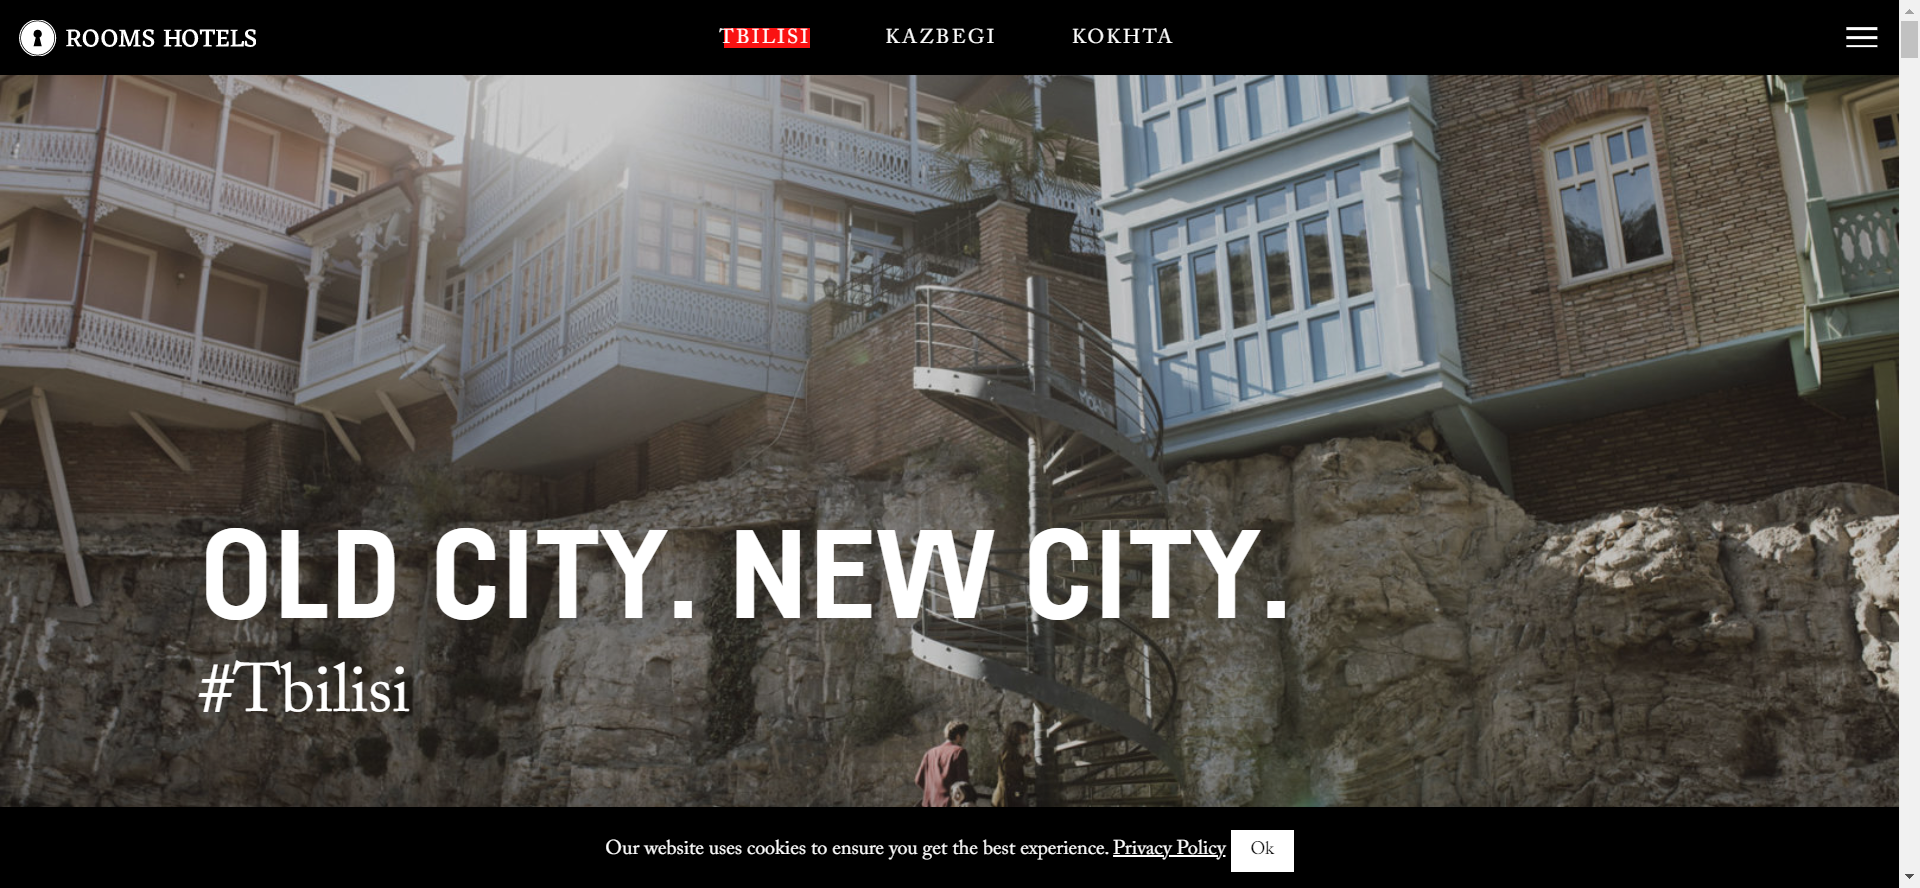 ROOMS HOTELS
TBILISI KAZBEGI KOKHTA
OLD CITY. NEW CITY.
#Tbilisi
Our website uses cookies to ensure you get the best experience. Privacy Policy Ok